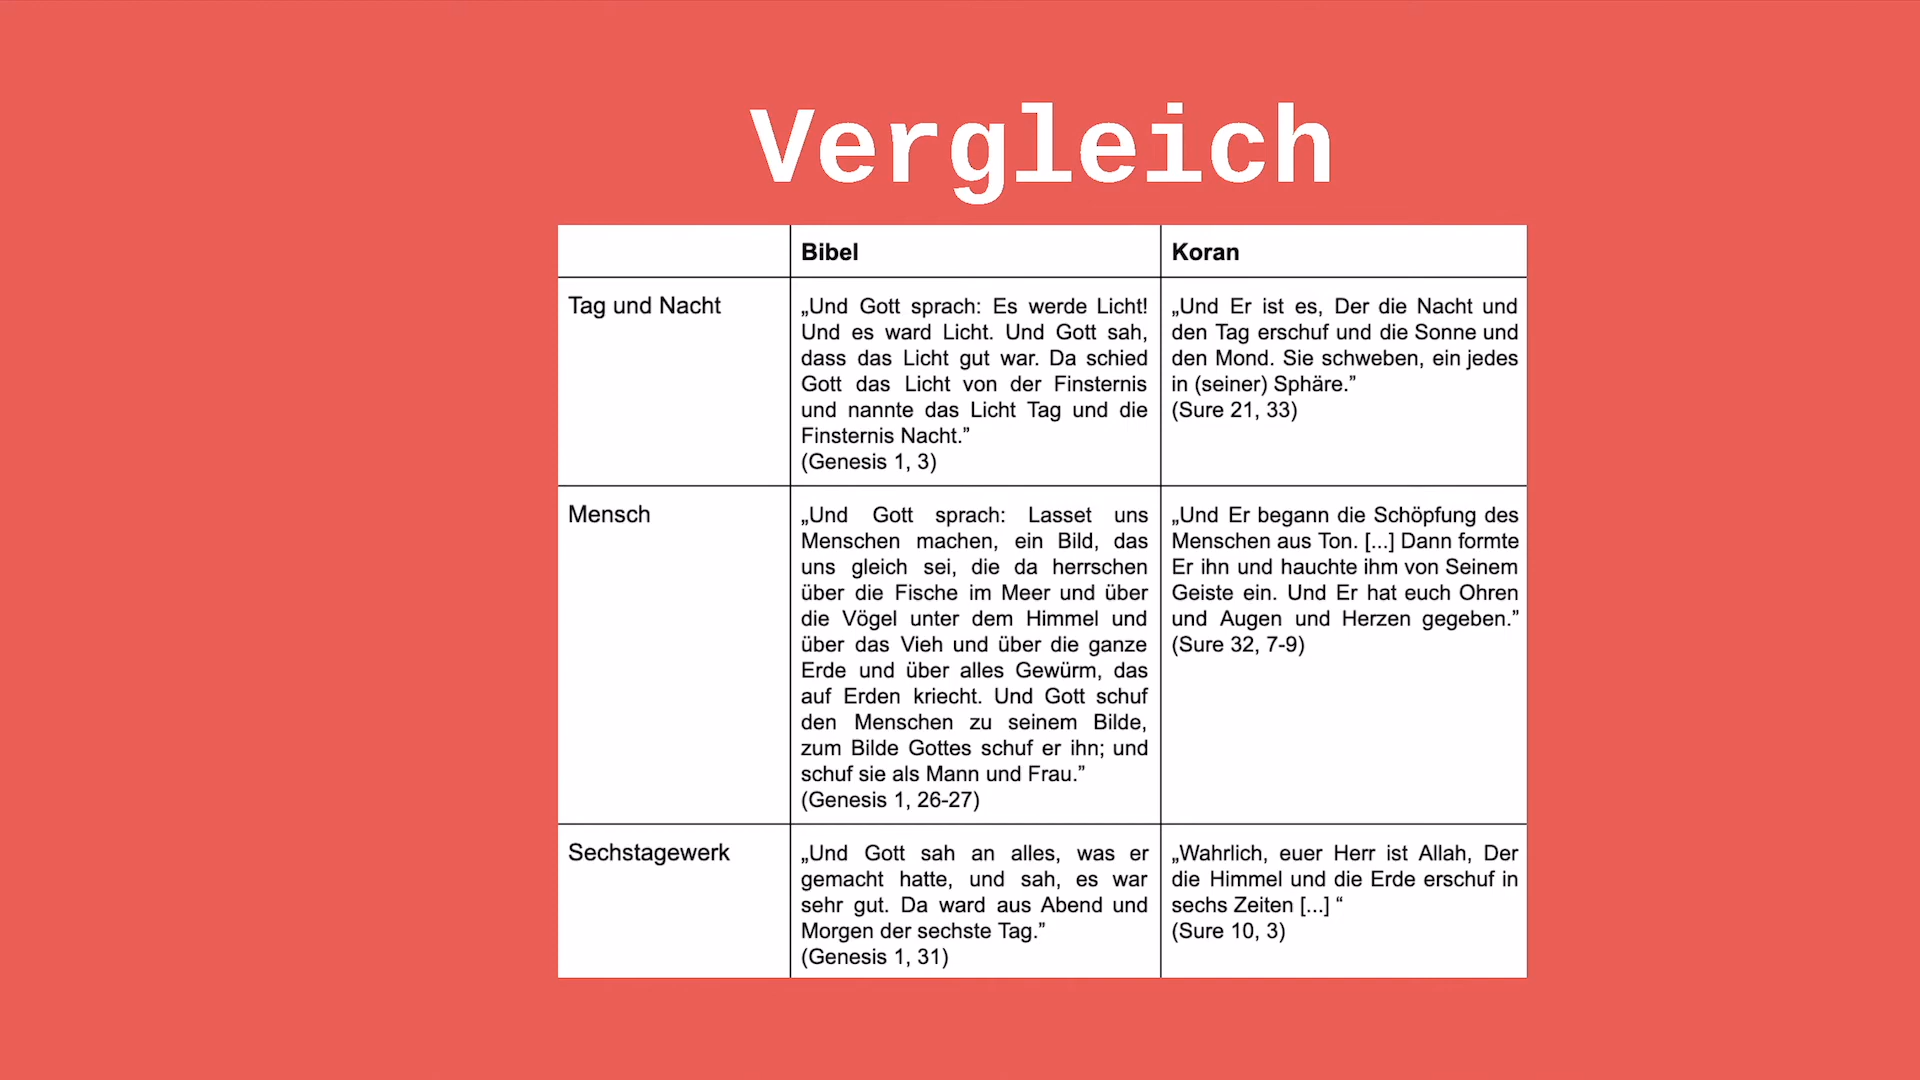 Vergleich
Bibel
Koran
Tag und Nacht
„Und Gott sprach: Es werde Licht!
Und es ward Licht. Und Gott sah,
dass das Licht gut war. Da schied
Gott das Licht von der Finsternis
und nannte das Licht Tag und die
Finsternis Nacht.”
(Genesis 1, 3)
„Und Er ist es, Der die Nacht und
den Tag erschuf und die Sonne und
den Mond. Sie schweben, ein jedes
in (seiner) Sphäre.”
(Sure 21, 33)
Mensch
„Und Gott sprach: Lasset uns
Menschen machen, ein Bild, das
uns gleich sei, die da herrschen
über die Fische im Meer und über
die Vögel unter dem Himmel und
über das Vieh und über die ganze
Erde und über alles Gewürm, das
auf Erden kriecht. Und Gott schuf
den Menschen zu seinem Bilde,
zum Bilde Gottes schuf er ihn; und
schuf sie als Mann und Frau.”
(Genesis 1, 26-27)
„Und Er begann die Schöpfung des
Menschen aus Ton. [...] Dann formte
Er ihn und hauchte ihm von Seinem
Geiste ein. Und Er hat euch Ohren
und Augen und Herzen gegeben.”
(Sure 32, 7-9)
Sechstagewerk
„Und Gott sah an alles, was er
gemacht hatte, und sah, es war
sehr gut. Da ward aus Abend und
Morgen der sechste Tag.”
(Genesis 1, 31)
„Wahrlich, euer Herr ist Allah, Der
die Himmel und die Erde erschuf in
sechs Zeiten [...] “
(Sure 10, 3)